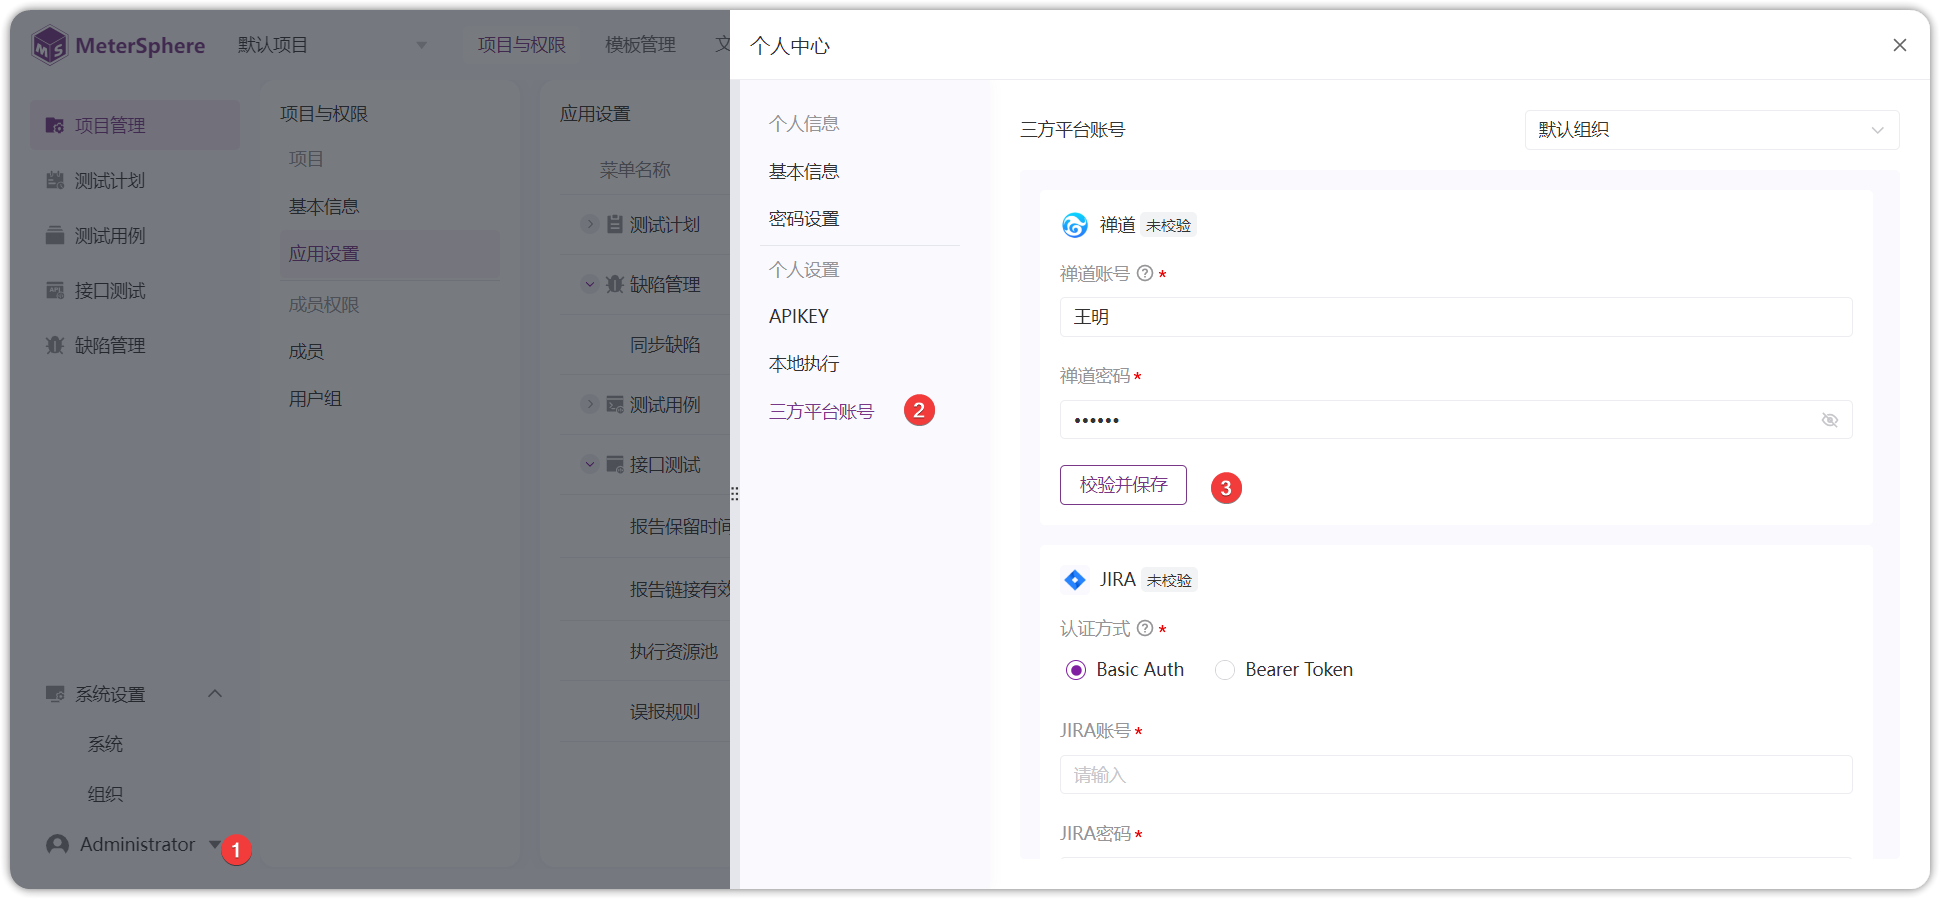 MeterSphere
默认项目
项目与权限
模板管理
文
项目管理
测试计划
测试用例
接口测试
缺陷管理
系统设置
系统
组织
Administrator
1
项目与权限
项目
基本信息
应用设置
成员权限
成员
用户组
应用设置
菜单名称
测试计划
缺陷管理
同步缺陷
测试用例
接口测试
报告保留时间
报告链接有效
执行资源池
误报规则
个人中心
个人信息
基本信息
密码设置
个人设置
APIKEY
本地执行
三方平台账号
2
三方平台账号
默认组织
禅道 未校验
禅道账号 *
王明
禅道密码 *
••••••
校验并保存
3
JIRA 未校验
认证方式 *
Basic Auth
Bearer Token
JIRA账号 *
请输入
JIRA密码 *